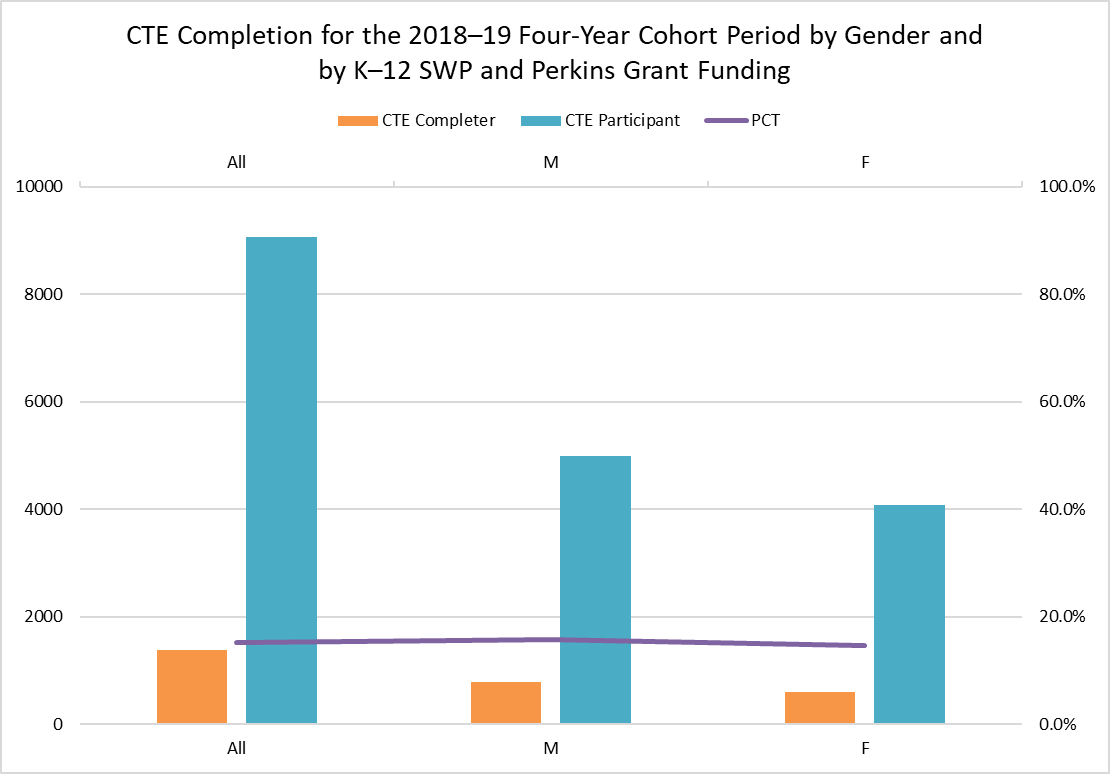 CTE Completion for the 2018–19 Four-Year Cohort Period by Gender and
by K–12 SWP and Perkins Grant Funding
CTE Completer CTE Participant PCT
All M F
10000 100.0%
8000 80.0%
6000 60.0%
4000 40.0%
2000 20.0%
0 0.0%
All M F